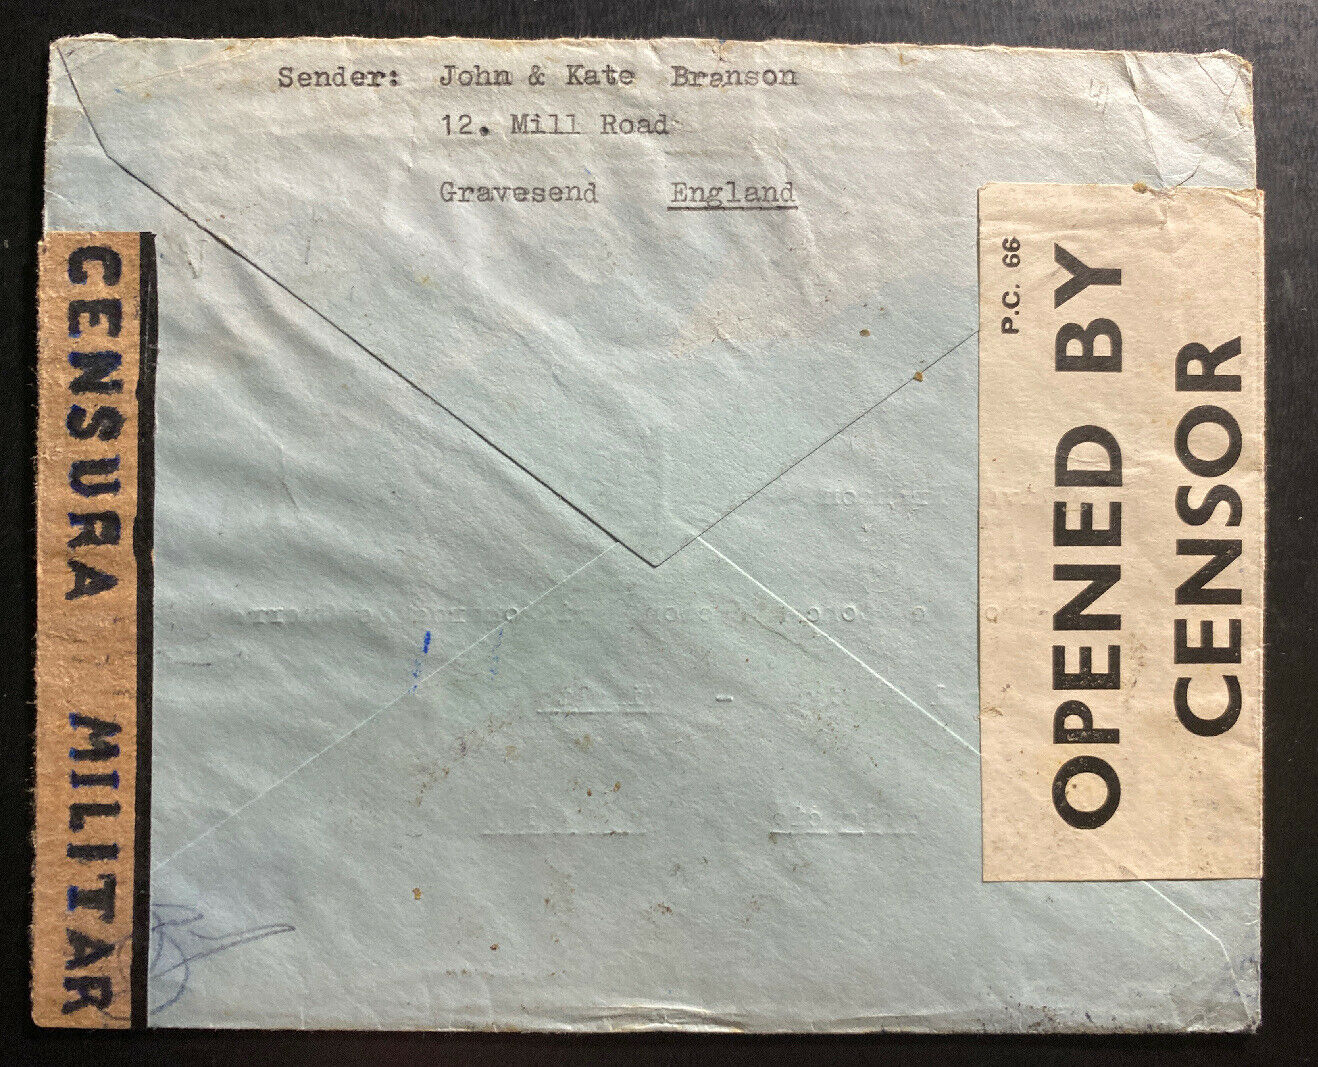 Sender: John & Kate Branson
12. Mill Road
Gravesend England
CENSURA MILITAR
P.C. 66
OPENED BY
CENSOR